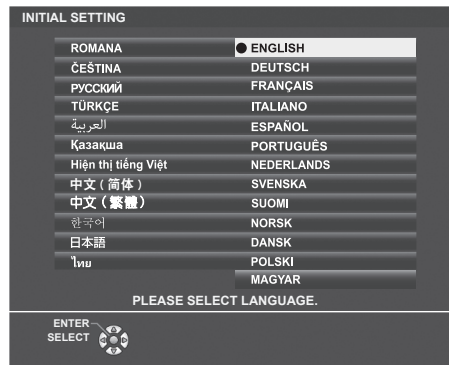 INITIAL SETTING
ROMANA
ČEŠTINA
РУССКИЙ
TÜRKÇE
العربية
Қазақша
Hiện thị tiếng Việt
中文 ( 简体 )
中文 ( 繁體 )
한국어
日本語
ไทย
ENGLISH
DEUTSCH
FRANÇAIS
ITALIANO
ESPAÑOL
PORTUGUÊS
NEDERLANDS
SVENSKA
SUOMI
NORSK
DANSK
POLSKI
MAGYAR
PLEASE SELECT LANGUAGE.
ENTER
SELECT